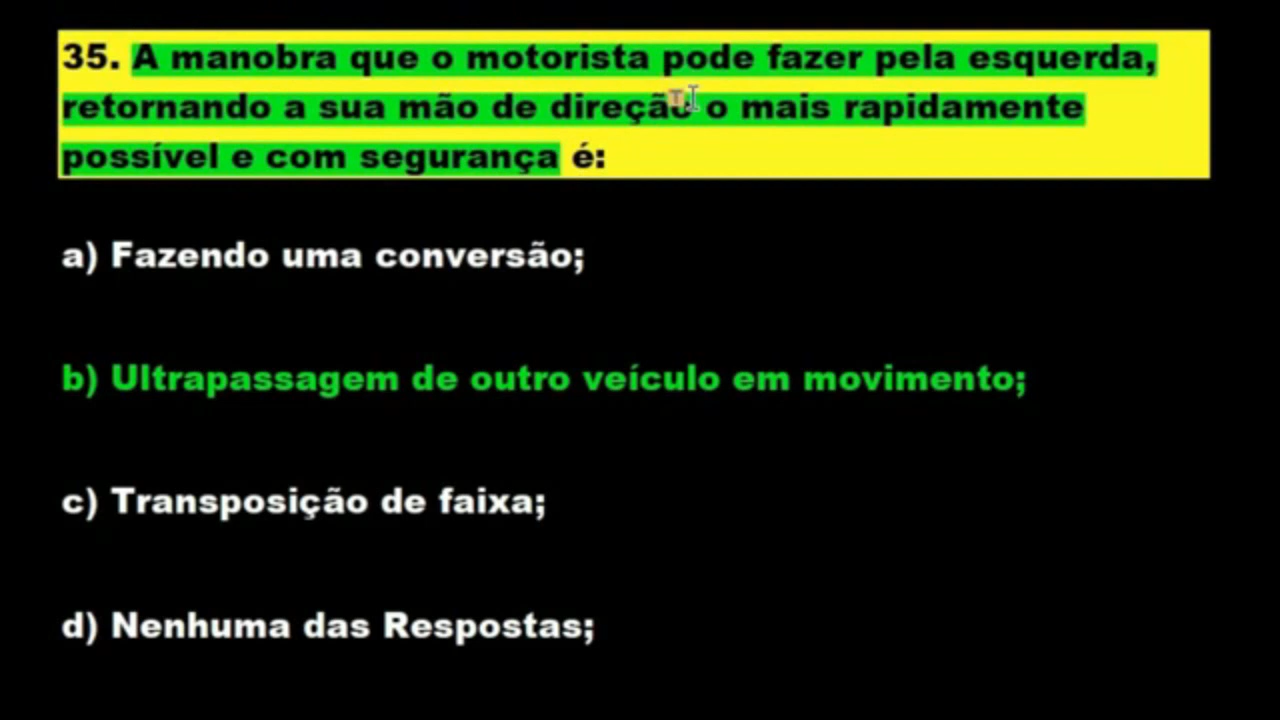 35. A manobra que o motorista pode fazer pela esquerda,
retornando a sua mão de direção o mais rapidamente
possível e com segurança é:
a) Fazendo uma conversão;
b) Ultrapassagem de outro veículo em movimento;
c) Transposição de faixa;
d) Nenhuma das Respostas;